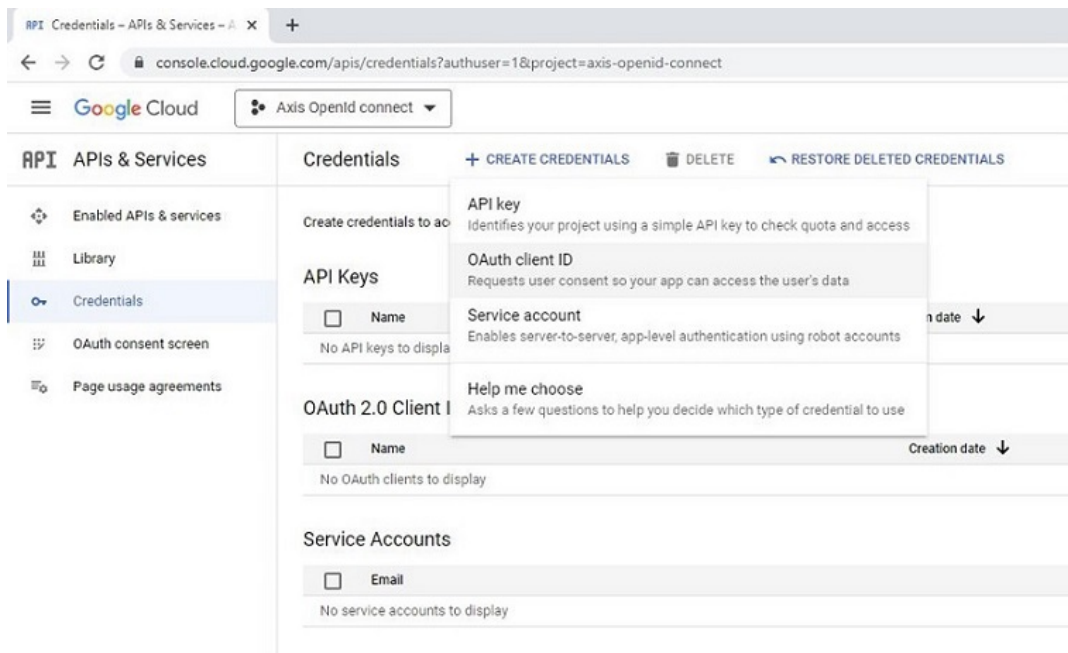 API Credentials – APIs & Services – A
console.cloud.google.com/apis/credentials?authuser=1&project=axis-openid-connect
Google Cloud Axis OpenId connect
API APIs & Services
Enabled APIs & services
Library
Credentials
OAuth consent screen
Page usage agreements
Credentials + CREATE CREDENTIALS DELETE RESTORE DELETED CREDENTIALS
API key
Identifies your project using a simple API key to check quota and access
OAuth client ID
Requests user consent so your app can access the user's data
Service account
Enables server-to-server, app-level authentication using robot accounts
Help me choose
Asks a few questions to help you decide which type of credential to use
Create credentials to ac
API Keys
Name n date
No API keys to displa
OAuth 2.0 Client I
Name Creation date
No OAuth clients to display
Service Accounts
Email
No service accounts to display